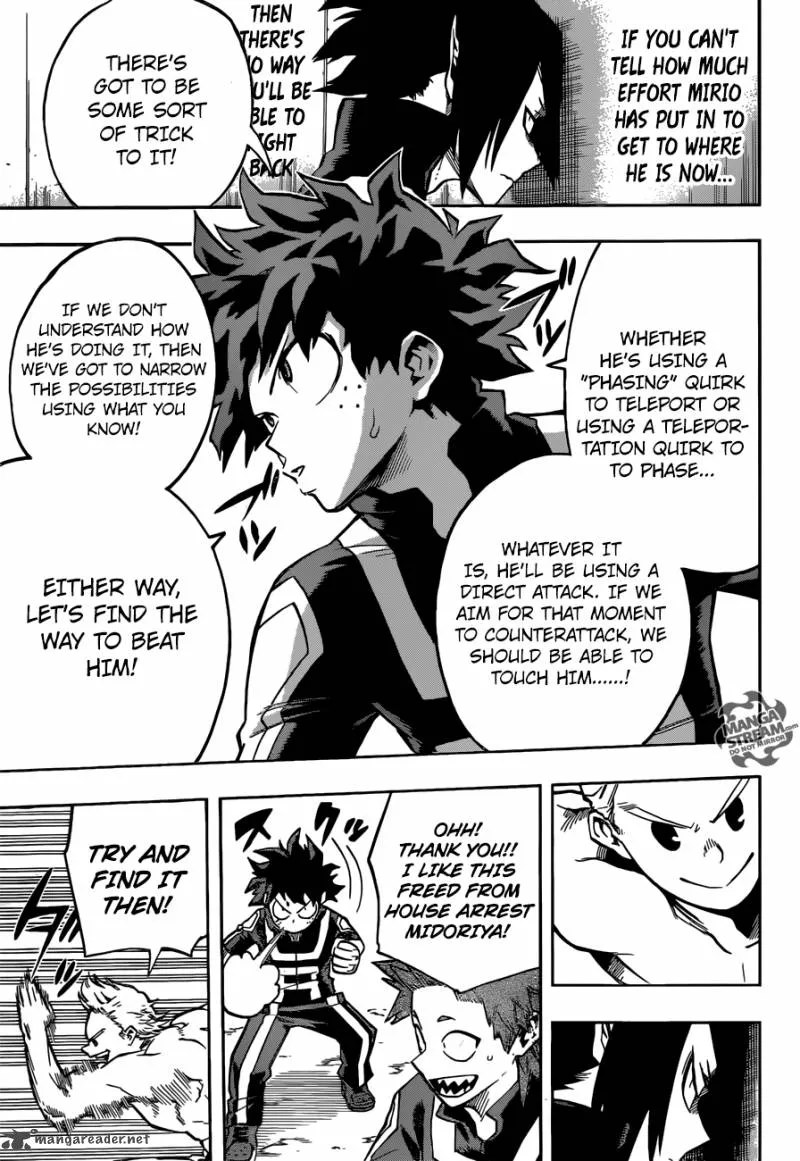 IF YOU CAN'T
TELL HOW MUCH
EFFORT MIRIO
HAS PUT IN TO
GET TO WHERE
HE IS NOW...
THEN
THERE'S
WAY
BACK
THERE'S
GOT TO BE
SOME SORT
OF TRICK
TO IT!
WHETHER
HE'S USING A
"PHASING" QUIRK
TO TELEPORT OR
USING A TELEPOR-
TATION QUIRK TO
TO PHASE...
WHATEVER IT
IS, HE'LL BE USING A
DIRECT ATTACK. IF WE
AIM FOR THAT MOMENT
TO COUNTERATTACK, WE
SHOULD BE ABLE TO
TOUCH HIM......!
IF WE DON'T
UNDERSTAND HOW
HE'S DOING IT, THEN
WE'VE GOT TO NARROW
THE POSSIBILITIES
USING WHAT YOU
KNOW!
EITHER WAY,
LET'S FIND THE
WAY TO BEAT
HIM!
MANGA
STREAM.com
DO NOT MIRROR
OHH!
THANK YOU!!
I LIKE THIS
FREED FROM
HOUSE ARREST
MIDORIYA!
TRY AND
FIND IT
THEN!
mangareader.net